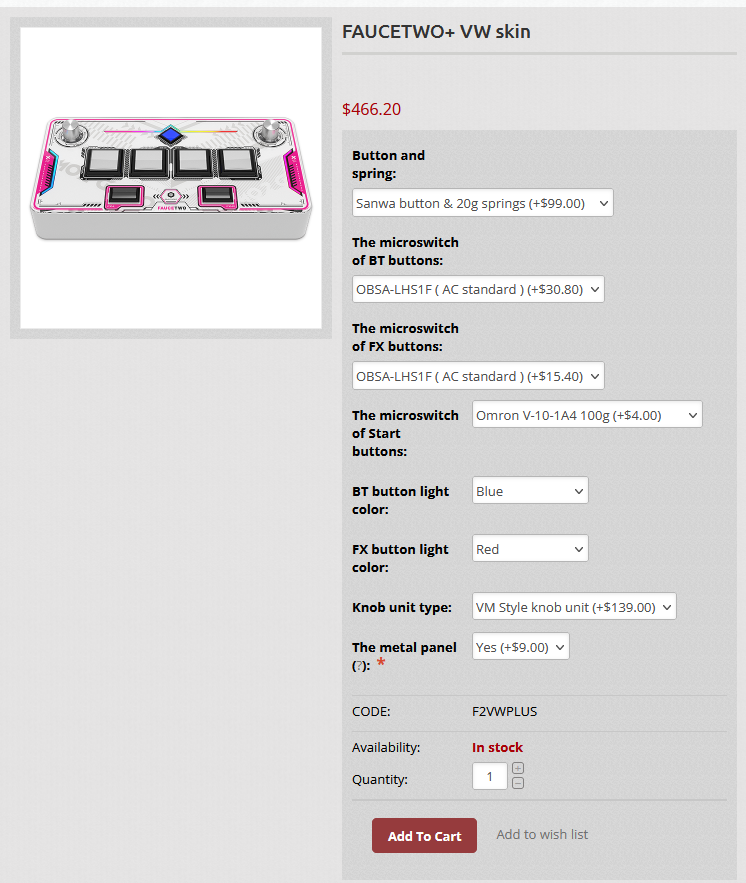 FAUCETWO+ VW skin
$466.20
Button and
spring:
Sanwa button & 20g springs (+$99.00)
The microswitch
of BT buttons:
OBSA-LHS1F ( AC standard ) (+$30.80)
The microswitch
of FX buttons:
OBSA-LHS1F ( AC standard ) (+$15.40)
The microswitch
of Start
buttons:
Omron V-10-1A4 100g (+$4.00)
BT button light
color:
Blue
FX button light
color:
Red
Knob unit type:
VM Style knob unit (+$139.00)
The metal panel
(?): *
Yes (+$9.00)
CODE:
F2VWPLUS
Availability:
In stock
Quantity:
1
+
−
Add To Cart
Add to wish list
FAUCETWO